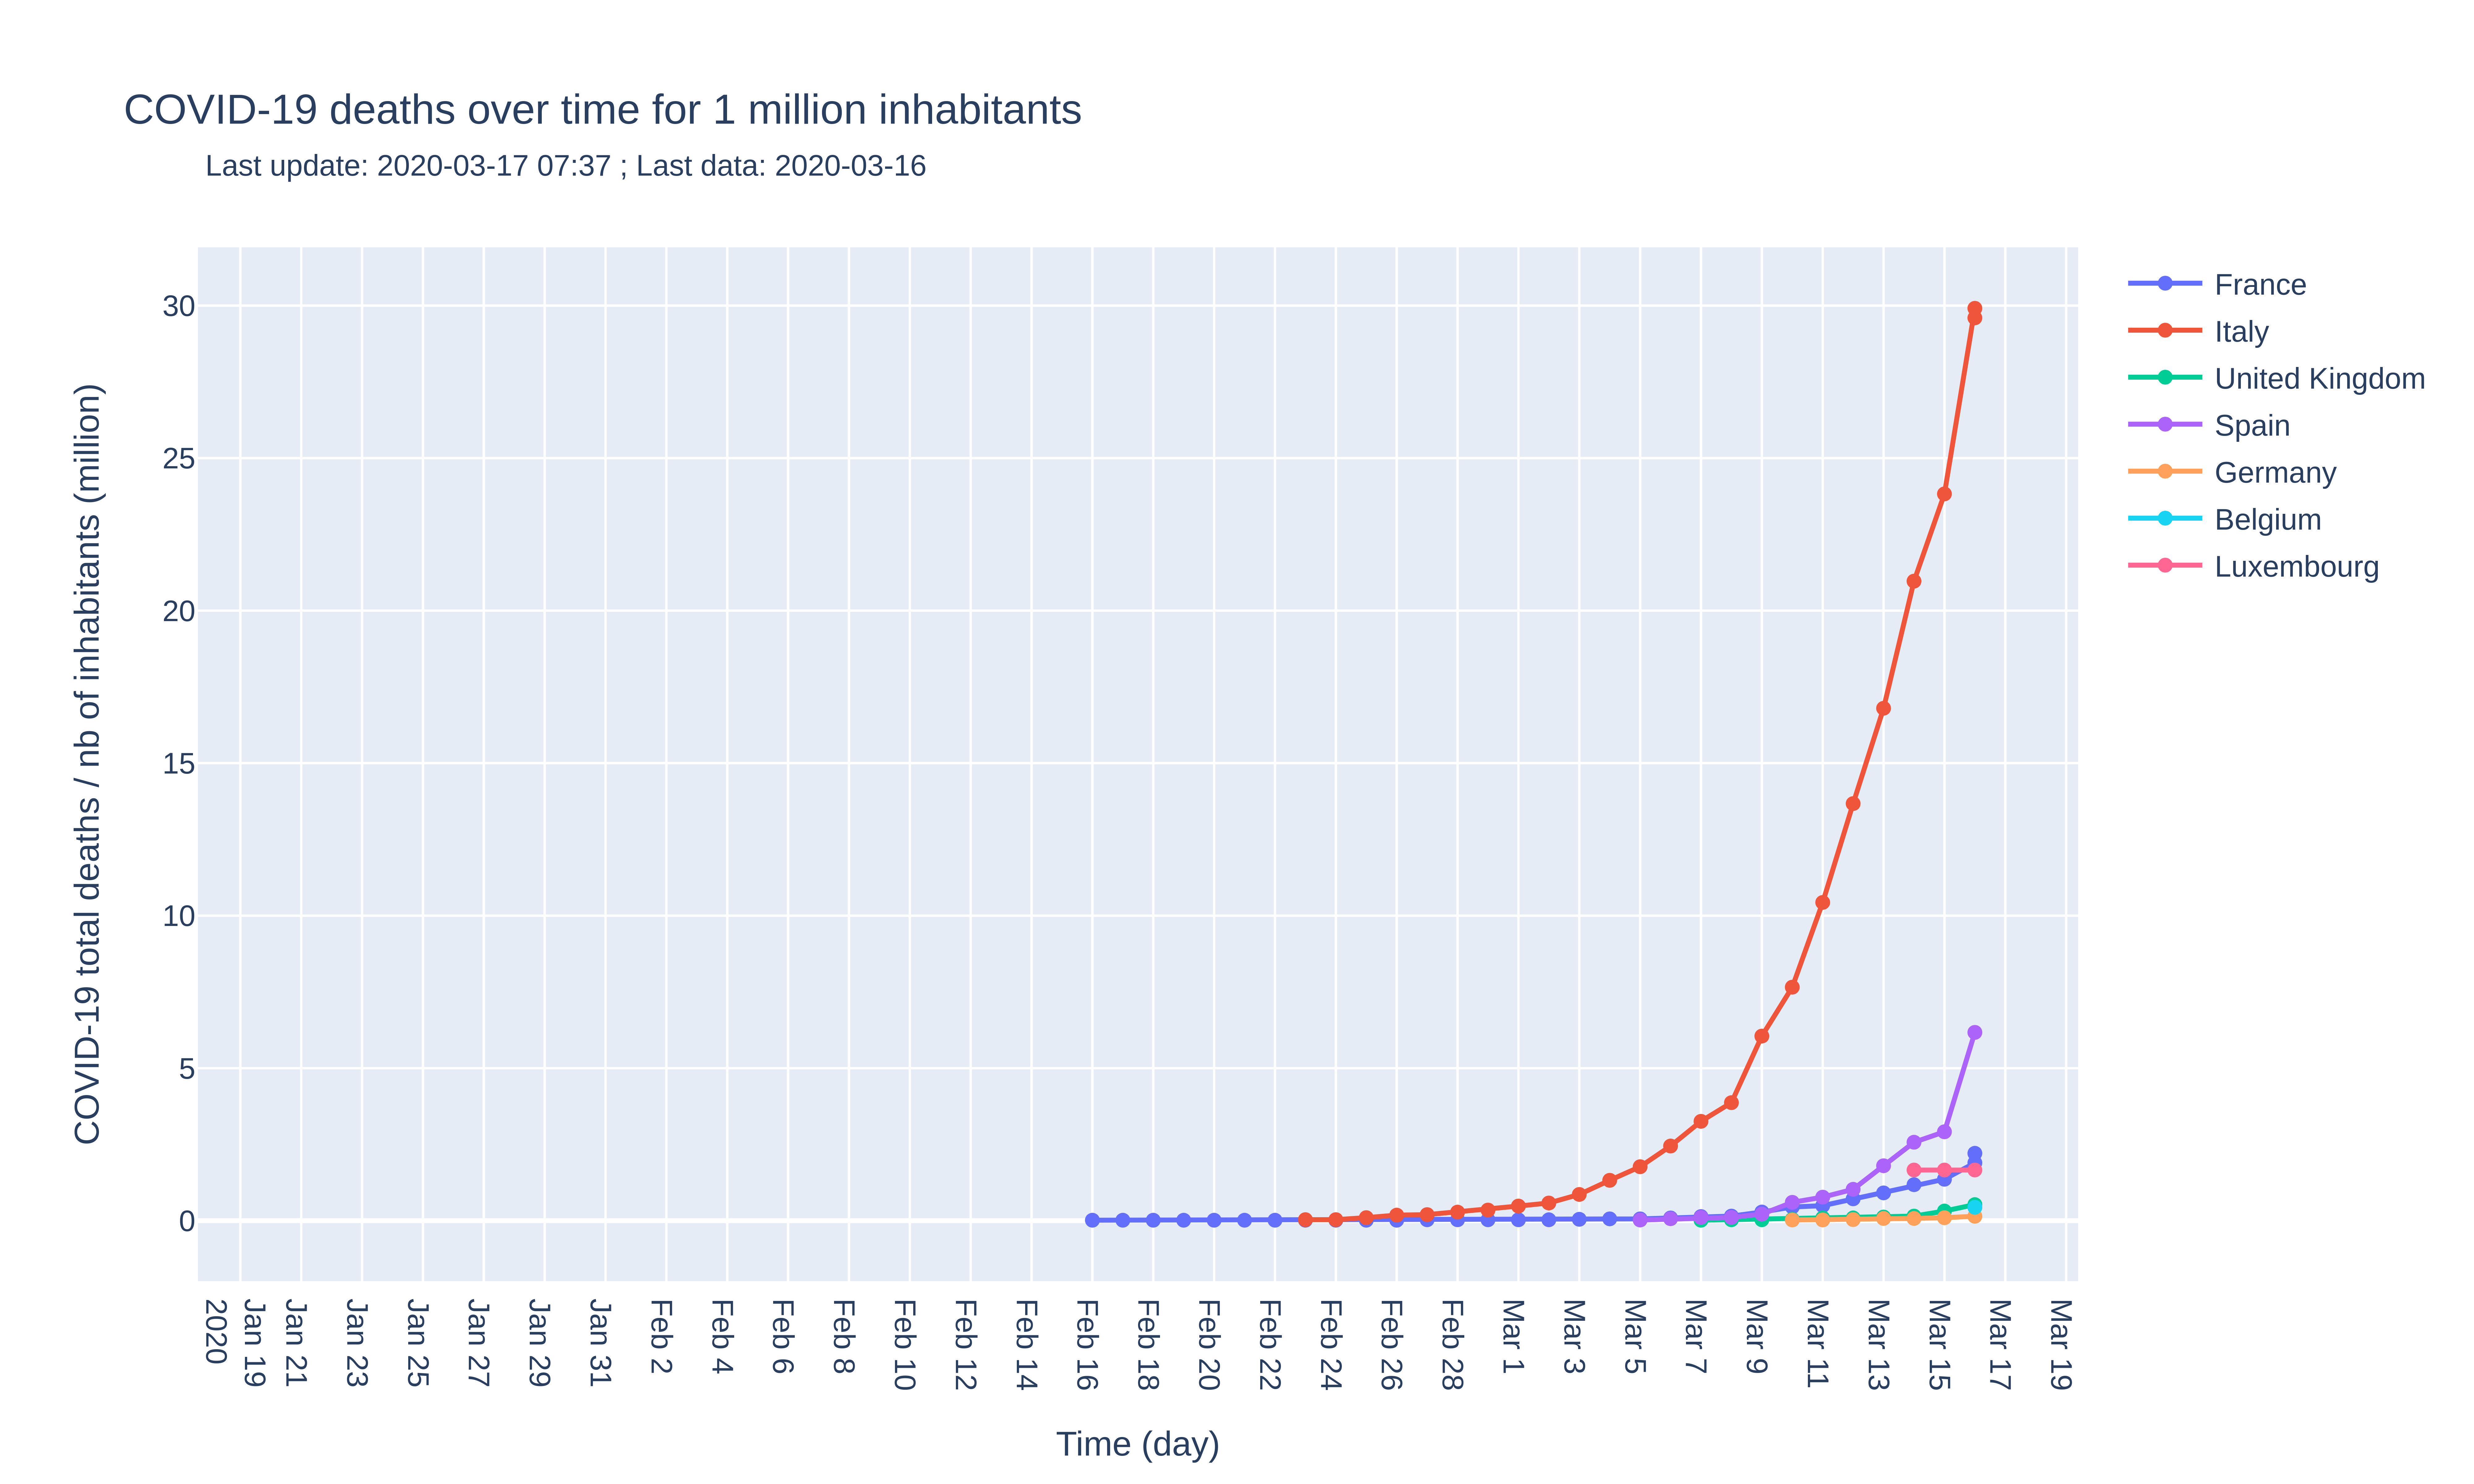 COVID-19 deaths over time for 1 million inhabitants
Last update: 2020-03-17 07:37 ; Last data: 2020-03-16
COVID-19 total deaths / nb of inhabitants (million)
30
25
20
15
10
5
0
Jan 19
2020
Jan 21
Jan 23
Jan 25
Jan 27
Jan 29
Jan 31
Feb 2
Feb 4
Feb 6
Feb 8
Feb 10
Feb 12
Feb 14
Feb 16
Feb 18
Feb 20
Feb 22
Feb 24
Feb 26
Feb 28
Mar 1
Mar 3
Mar 5
Mar 7
Mar 9
Mar 11
Mar 13
Mar 15
Mar 17
Mar 19
Time (day)
France
Italy
United Kingdom
Spain
Germany
Belgium
Luxembourg